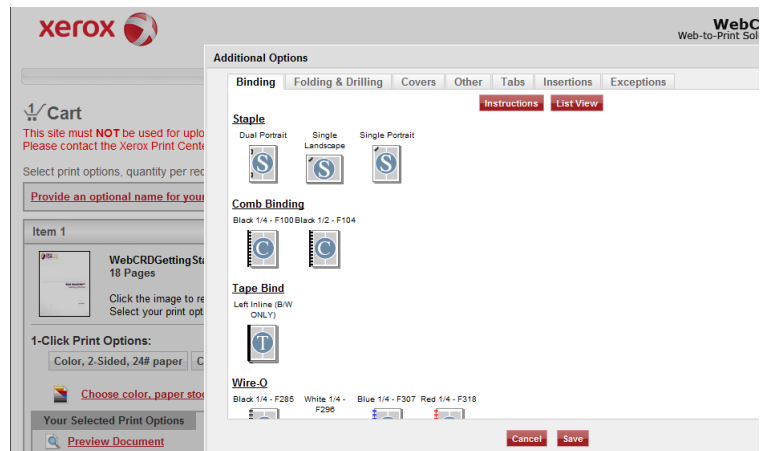 xerox
WebC
Web-to-Print Sol
Additional Options
Binding Folding & Drilling Covers Other Tabs Insertions Exceptions
Instructions List View
1/ Cart
This site must NOT be used for uplo
Please contact the Xerox Print Cente
Select print options, quantity per rec
Provide an optional name for your
Item 1
WebCRDGettingSta
18 Pages
Click the image to re
Select your print opt
1-Click Print Options:
Color, 2-Sided, 24# paper C
Choose color, paper stoc
Your Selected Print Options
Preview Document
Staple
Dual Portrait Single Landscape Single Portrait
S S S
Comb Binding
Black 1/4 - F100 Black 1/2 - F104
C C
Tape Bind
Left Inline (B/W ONLY)
T
Wire-O
Black 1/4 - F285 White 1/4 - F296 Blue 1/4 - F307 Red 1/4 - F318
Cancel Save